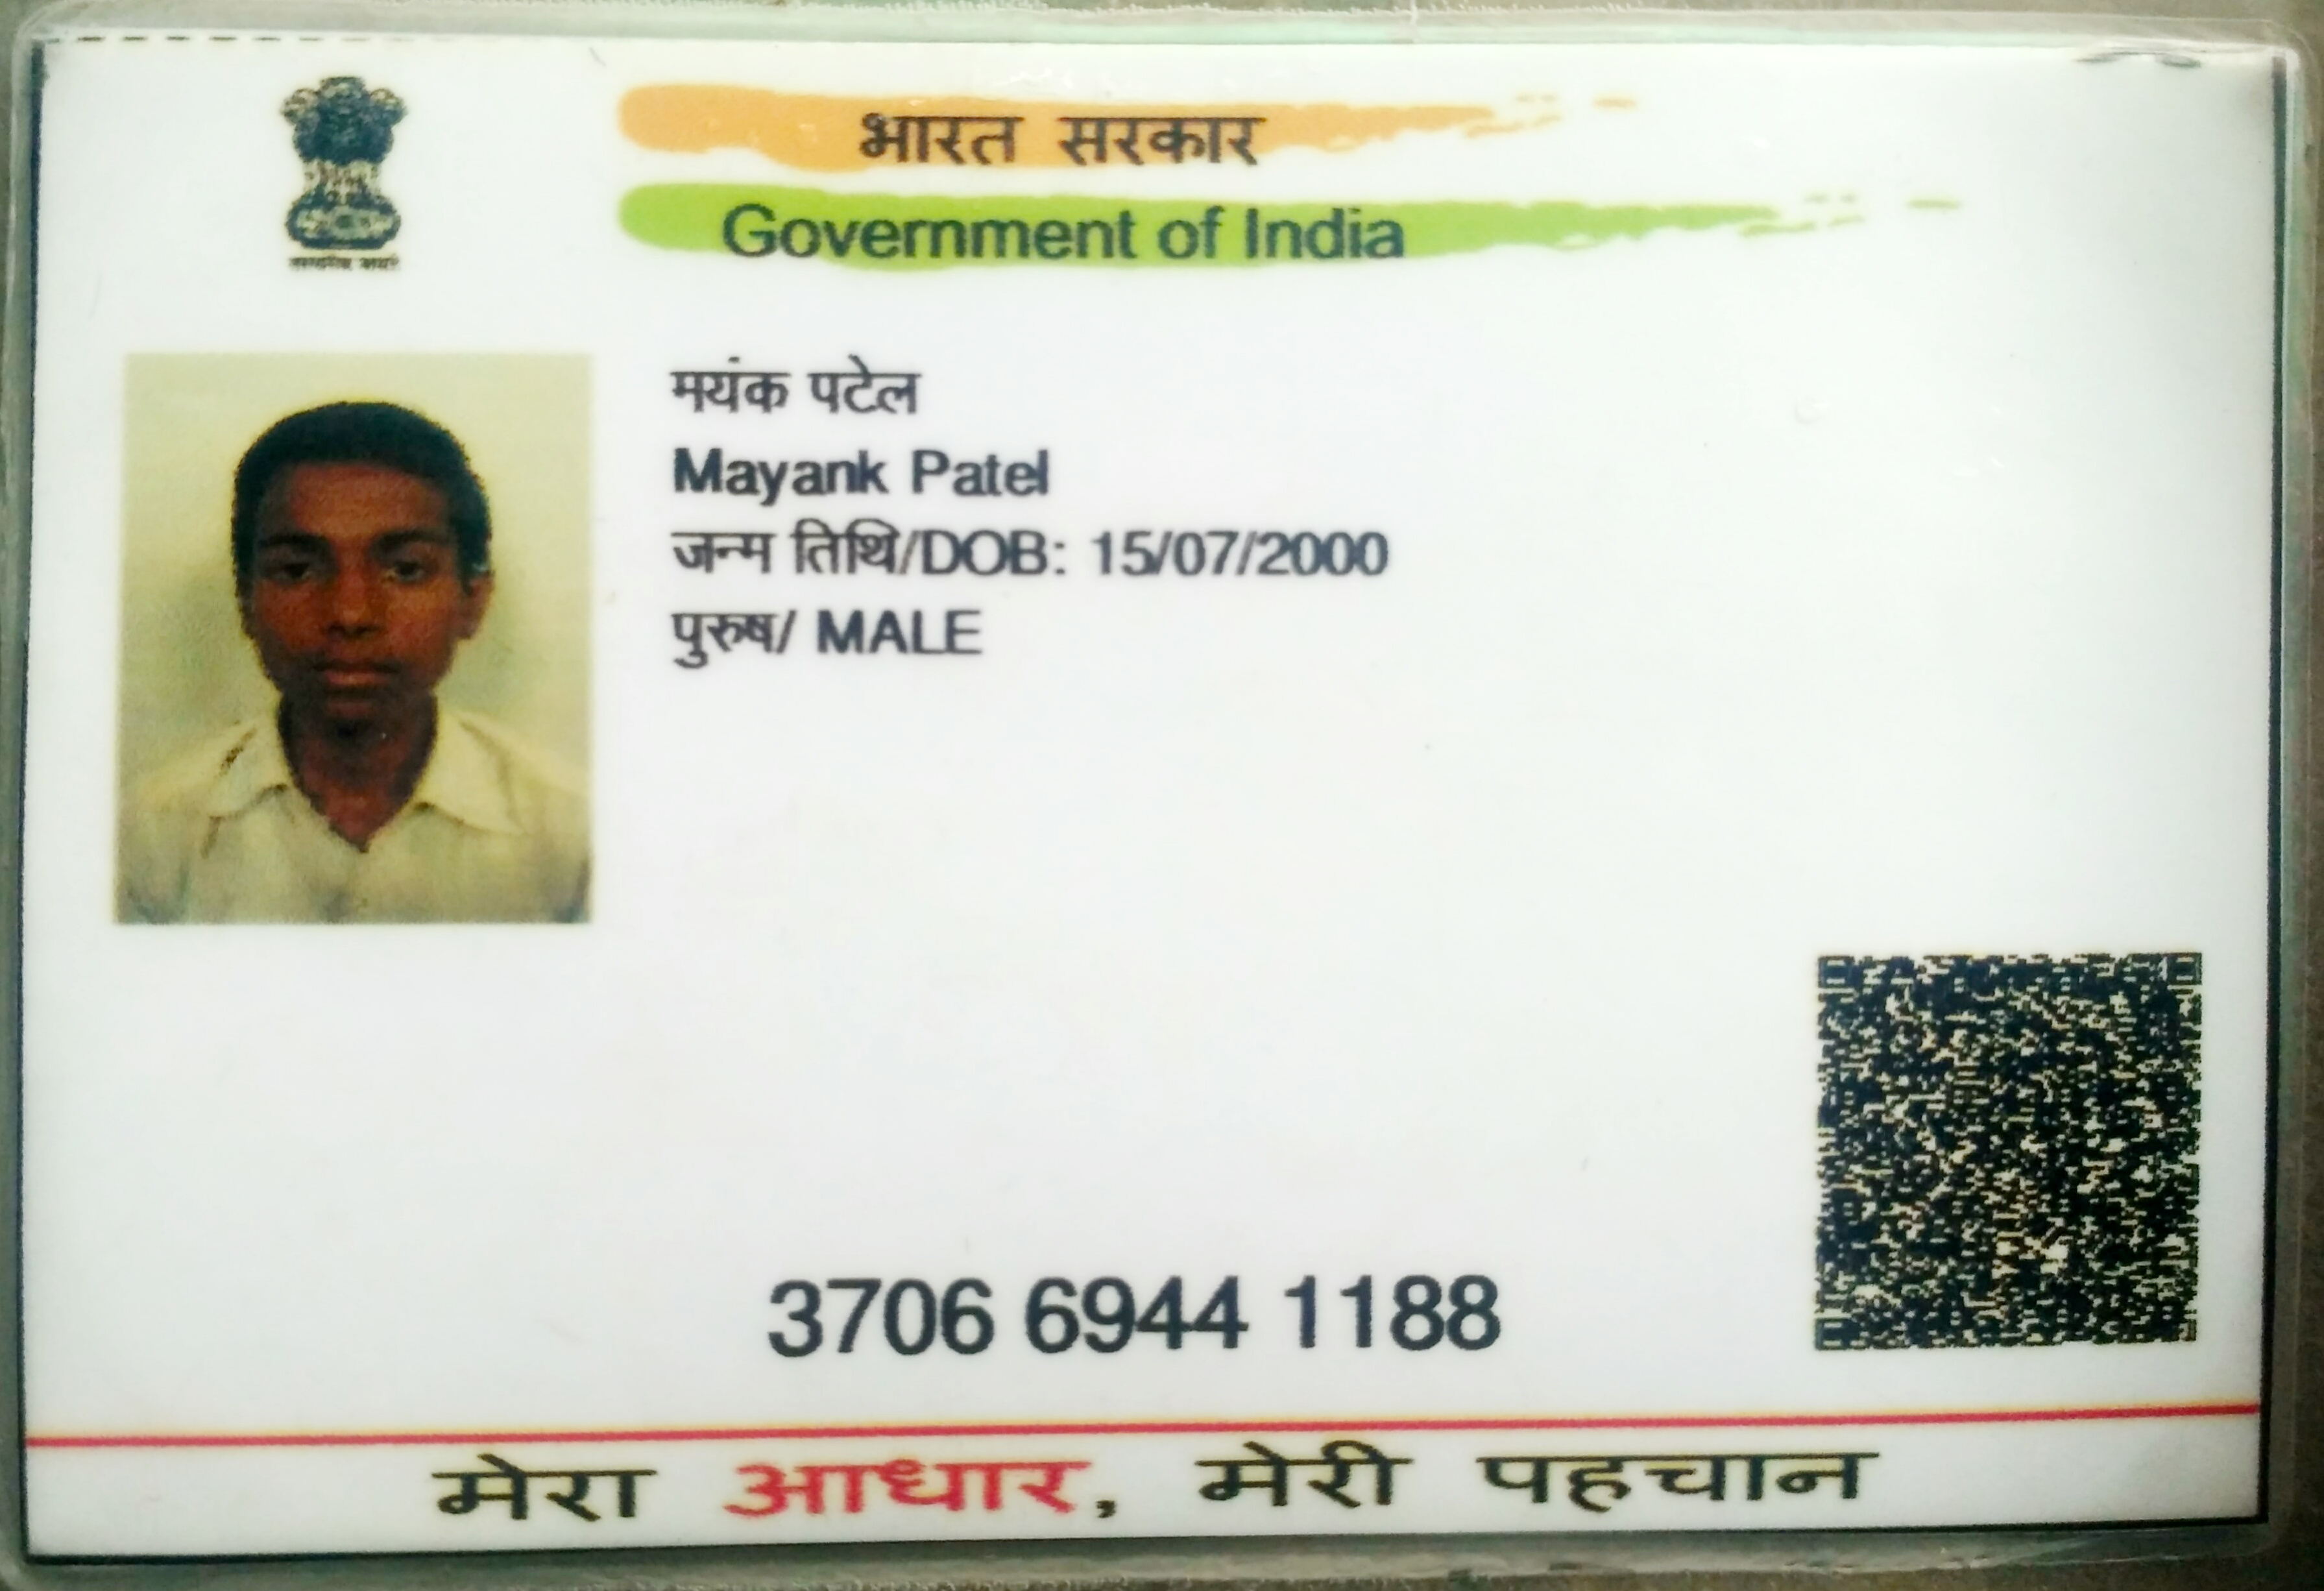 भारत सरकार
Government of India
मयंक पटेल
Mayank Patel
जन्म तिथि/DOB: 15/07/2000
पुरुष/ MALE
3706 6944 1188
मेरा आधार, मेरी पहचान